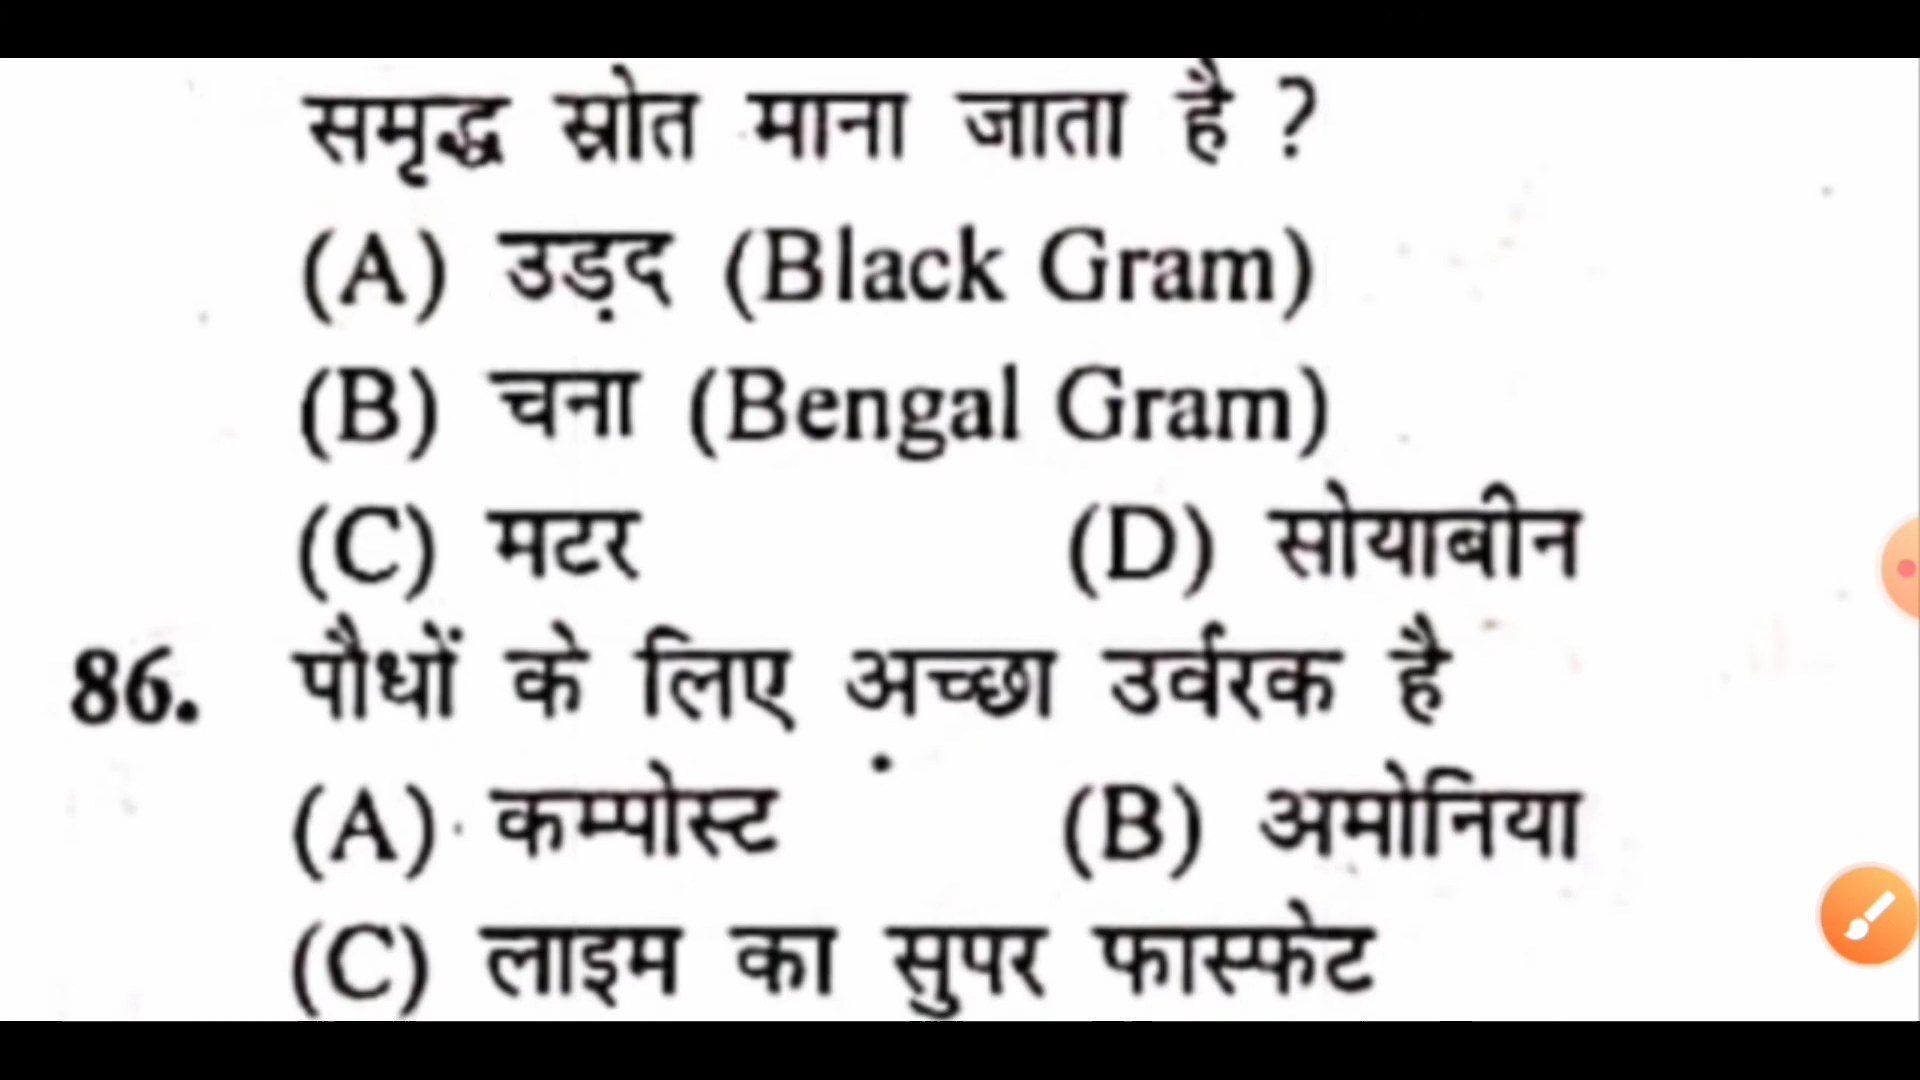 समृद्ध स्रोत माना जाता है ?
(A) उड़द (Black Gram)
(B) चना (Bengal Gram)
(C) मटर (D) सोयाबीन
86. पौधों के लिए अच्छा उर्वरक है
(A) कम्पोस्ट (B) अमोनिया
(C) लाइम का सुपर फास्फेट